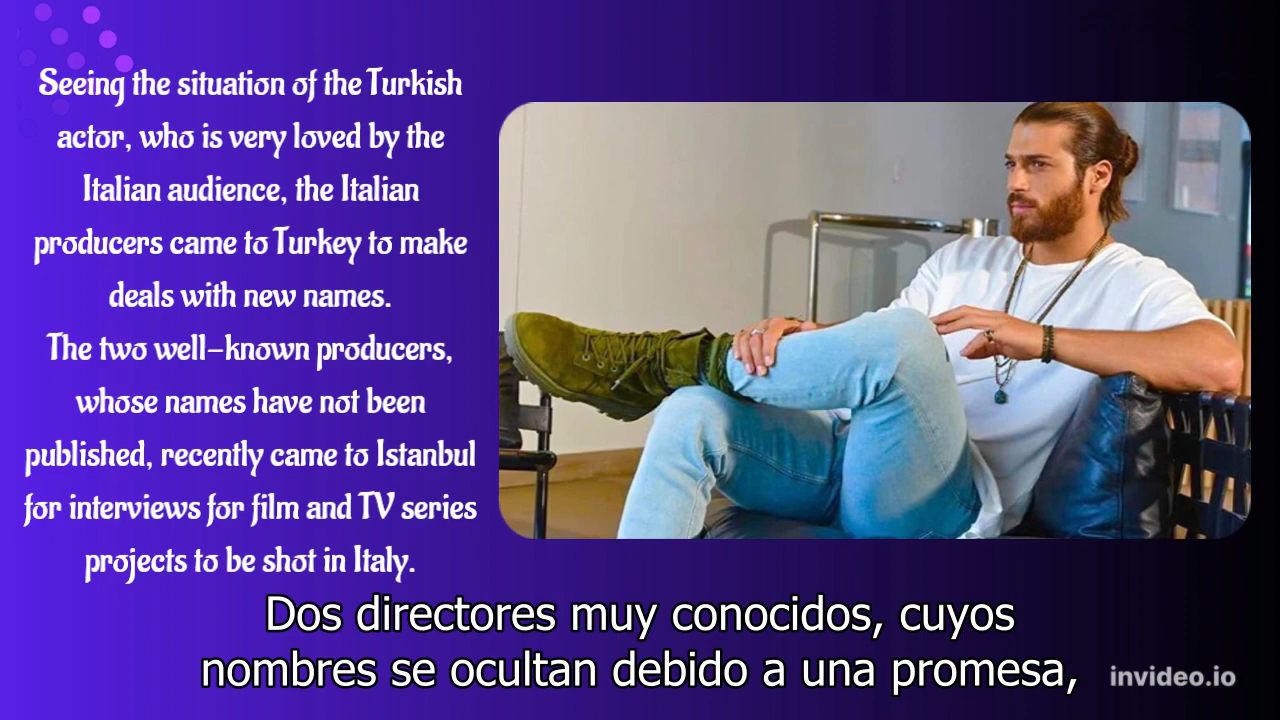 Seeing the situation of the Turkish
actor, who is very loved by the
Italian audience, the Italian
producers came to Turkey to make
deals with new names.
The two well-known producers,
whose names have not been
published, recently came to Istanbul
for interviews for film and TV series
projects to be shot in Italy.
Dos directores muy conocidos, cuyos
nombres se ocultan debido a una promesa,
invideo.io